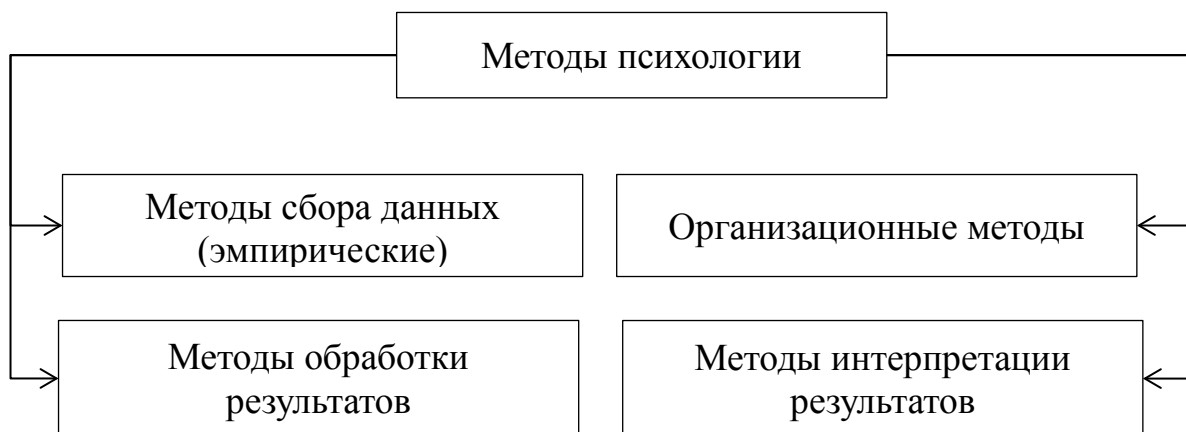 Методы психологии
Методы сбора данных
(эмпирические)
Организационные методы
Методы обработки
результатов
Методы интерпретации
результатов